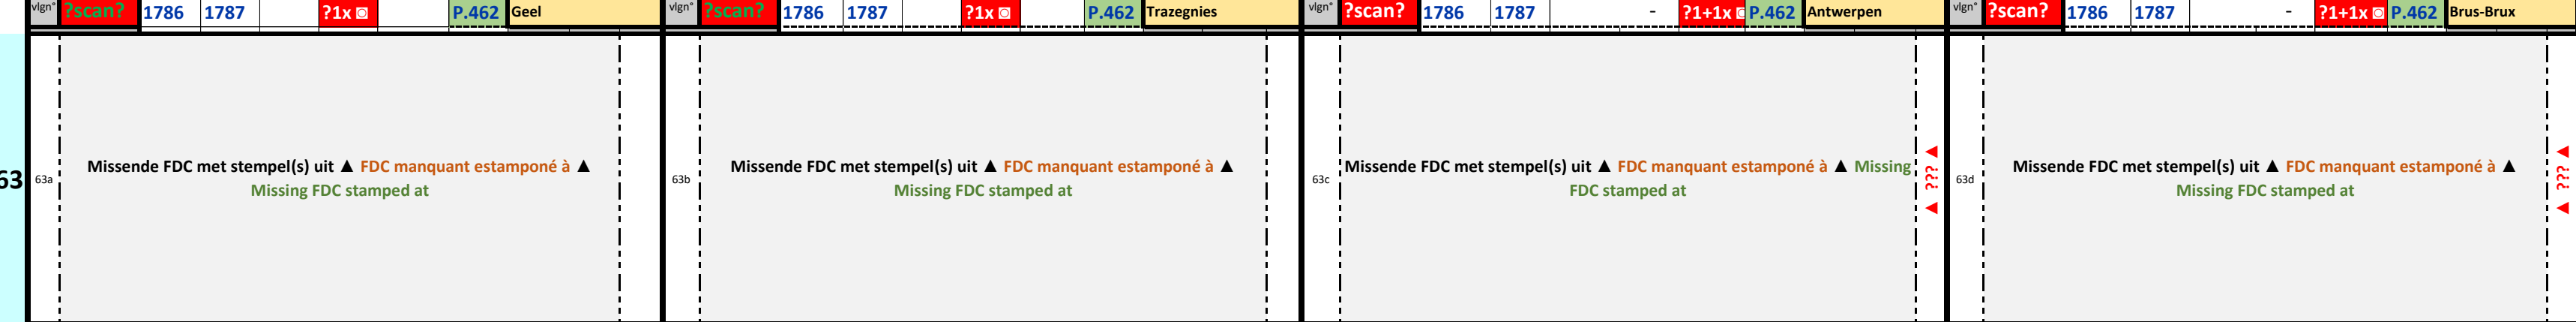 vlgn° ?scan? 1786 1787 ?1x ◙ P.462 Geel vlgn° ?scan? 1786 1787 ?1x ◙ P.462 Trazegnies vlgn° ?scan? 1786 1787 - ?1+1x ◙ P.462 Antwerpen vlgn° ?scan? 1786 1787 - ?1+1x ◙ P.462 Brus-Brux
63
63a
Missende FDC met stempel(s) uit ▲ FDC manquant estamponé à ▲
Missing FDC stamped at
63b
Missende FDC met stempel(s) uit ▲ FDC manquant estamponé à ▲
Missing FDC stamped at
63c
Missende FDC met stempel(s) uit ▲ FDC manquant estamponé à ▲ Missing
FDC stamped at
▲ ??? ▲
63d
Missende FDC met stempel(s) uit ▲ FDC manquant estamponé à ▲
Missing FDC stamped at
▲ ??? ▲